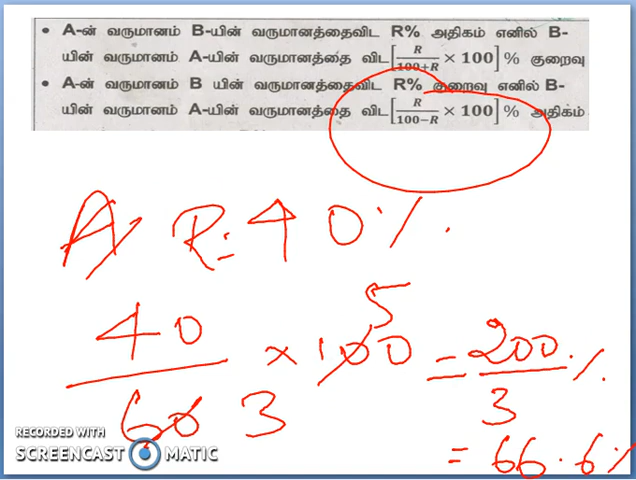 • A-ன் வருமானம் B-யின் வருமானத்தைவிட R% அதிகம் எனில் B-
யின் வருமானம் A-யின் வருமானத்தை விட [R/100+R × 100] % குறைவு
• A-ன் வருமானம் B யின் வருமானத்தைவிட R% குறைவு எனில் B-
யின் வருமானம் A-யின் வருமானத்தை விட [R/100−R × 100] % அதிகம்
R: 40%.
5
40/60 × 100 = 200/3 %
3
= 66.6%
RECORDED WITH
SCREENCAST MATIC